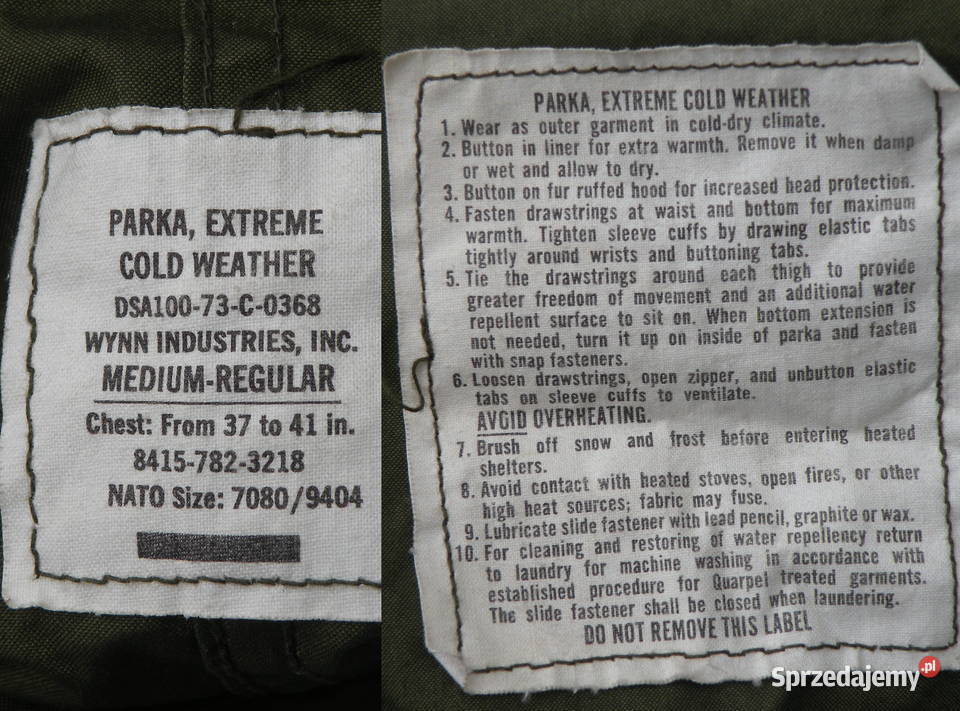 PARKA, EXTREME
COLD WEATHER
DSA100-73-C-0368
WYNN INDUSTRIES, INC.
MEDIUM-REGULAR
Chest: From 37 to 41 in.
8415-782-3218
NATO Size: 7080/9404
PARKA, EXTREME COLD WEATHER
1. Wear as outer garment in cold-dry climate.
2. Button in liner for extra warmth. Remove it when damp
or wet and allow to dry.
3. Button on fur ruffed hood for increased head protection.
4. Fasten drawstrings at waist and bottom for maximum
warmth. Tighten sleeve cuffs by drawing elastic tabs
tightly around wrists and buttoning tabs.
5. Tie the drawstrings around each thigh to provide
greater freedom of movement and an additional water
repellent surface to sit on. When bottom extension is
not needed, turn it up on inside of parka and fasten
with snap fasteners.
6. Loosen drawstrings, open zipper, and unbutton elastic
tabs on sleeve cuffs to ventilate.
AVOID OVERHEATING.
7. Brush off snow and frost before entering heated
shelters.
8. Avoid contact with heated stoves, open fires, or other
high heat sources; fabric may fuse.
9. Lubricate slide fastener with lead pencil, graphite or wax.
10. For cleaning and restoring of water repellency return
to laundry for machine washing in accordance with
established procedure for Quarpel treated garments.
The slide fastener shall be closed when laundering.
DO NOT REMOVE THIS LABEL
Sprzedajemy.pl